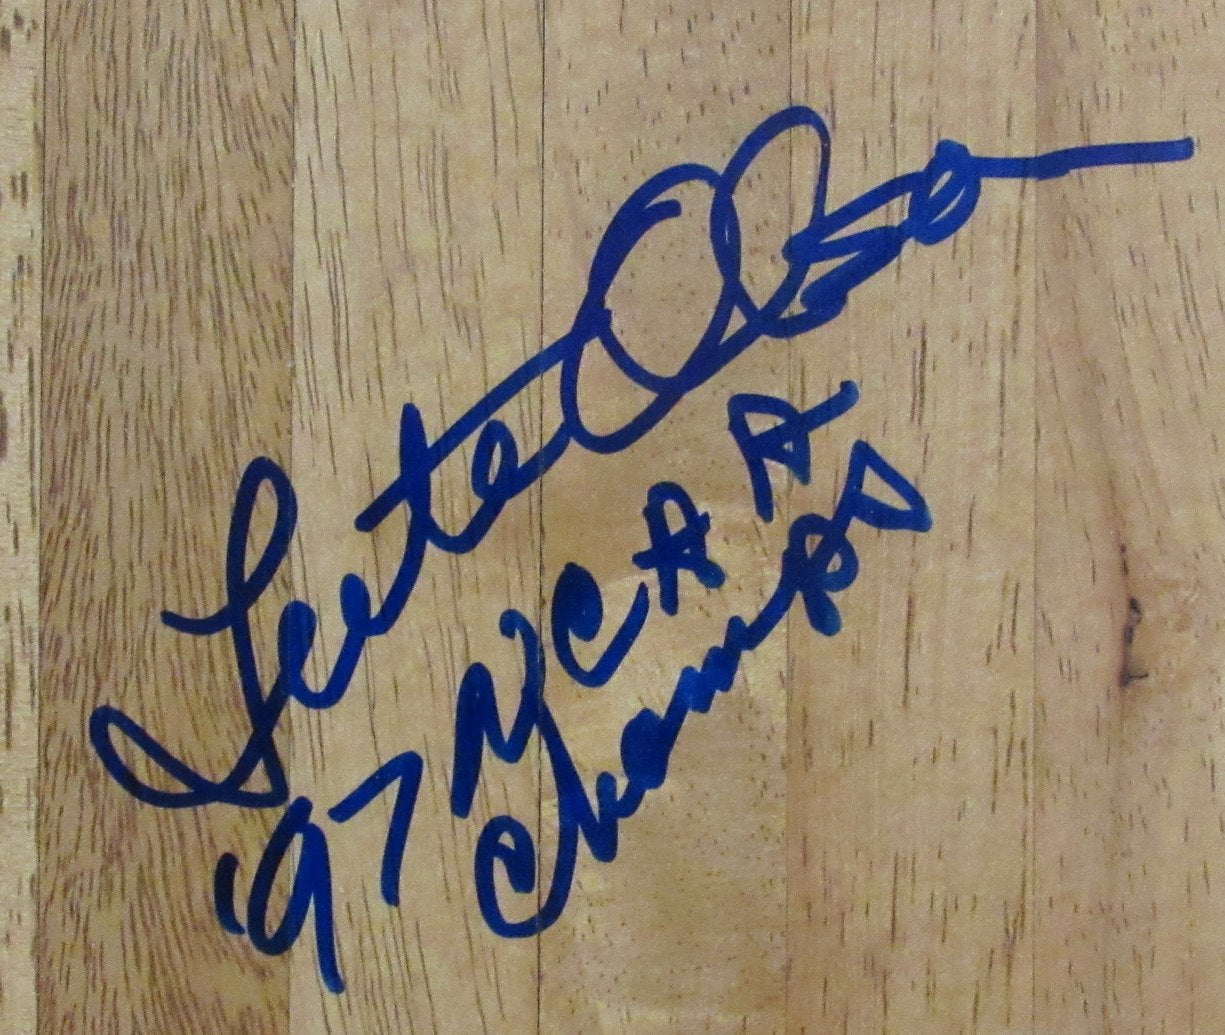 Lute Olson
'97 NCAA
Champs